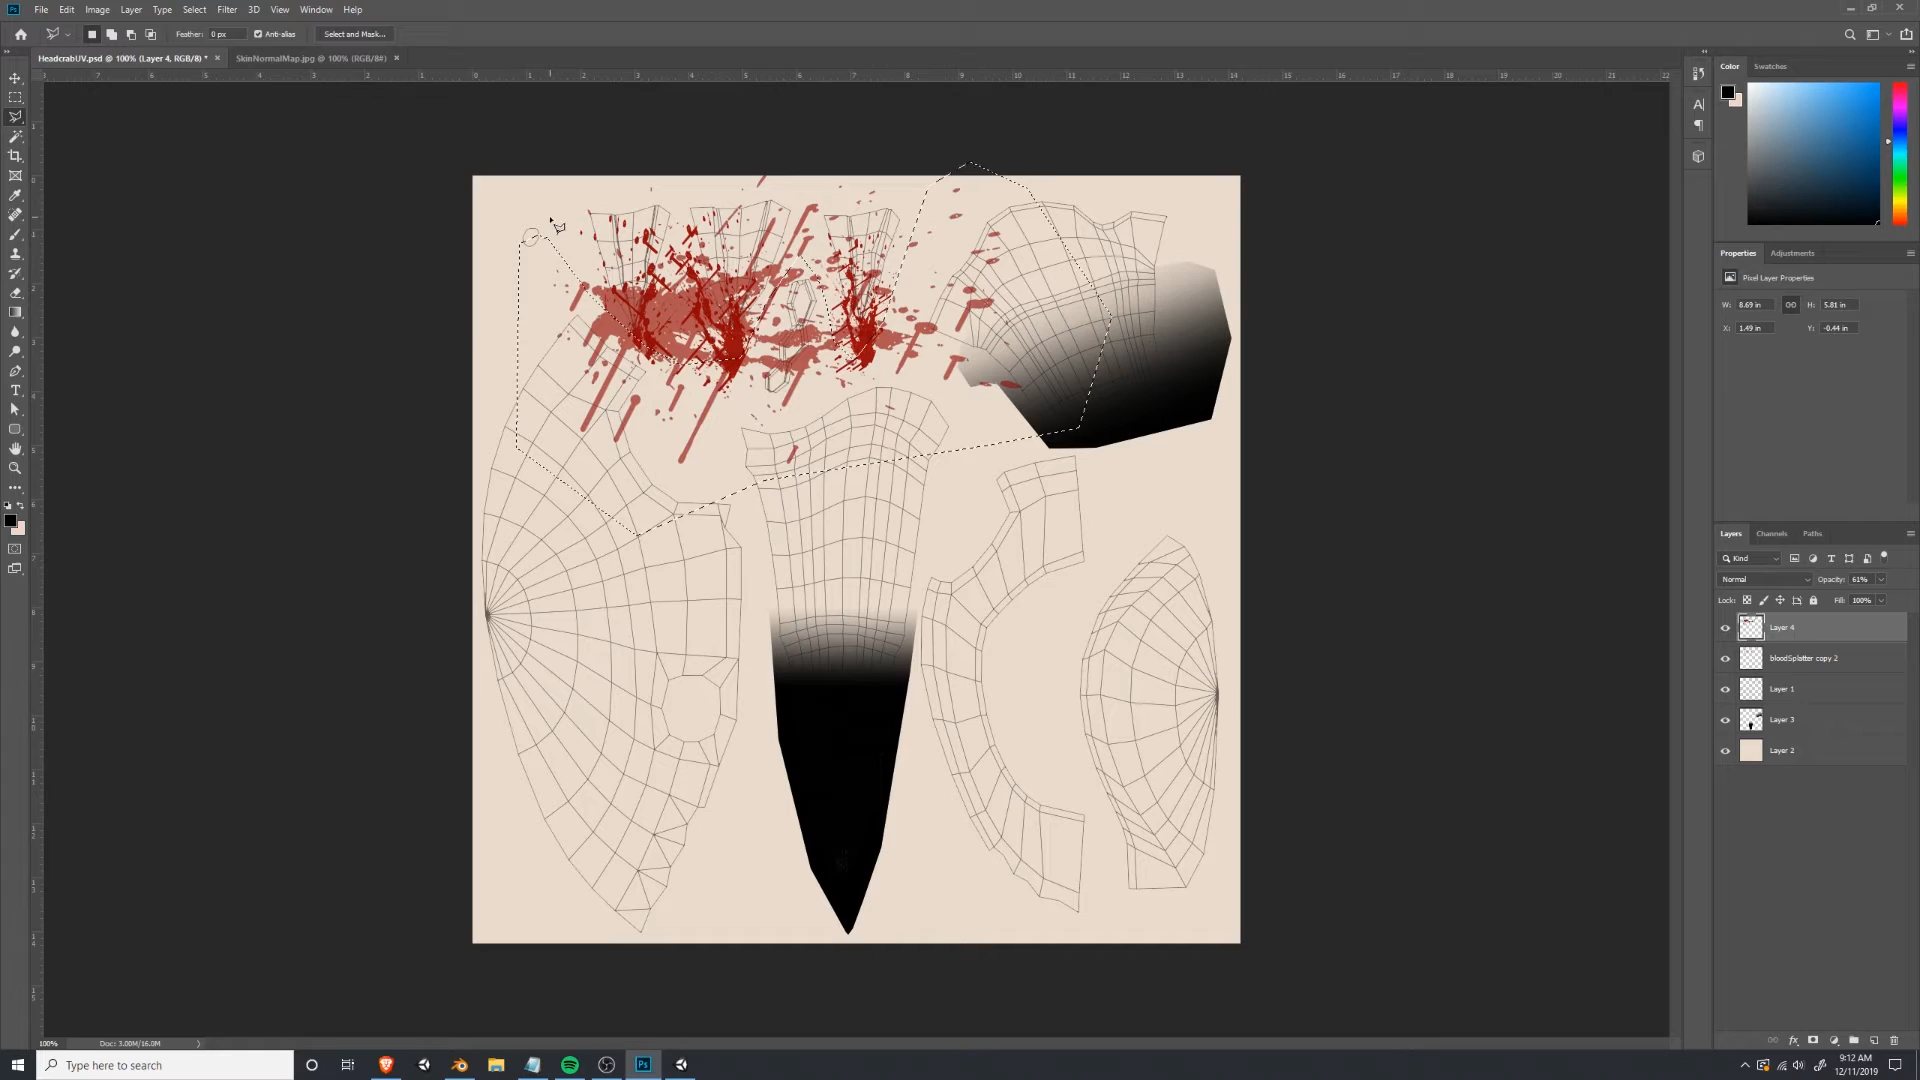 Ps File Edit Image Layer Type Select Filter 3D View Window Help
Feather: 0 px Anti-alias Select and Mask...
HeadcrabUV.psd @ 100% (Layer 4, RGB/8) * × SkinNormalMap.jpg @ 100% (RGB/8#) ×
Color Swatches
Properties Adjustments
Pixel Layer Properties
W: 8.69 in H: 5.81 in
X: 1.49 in Y: -0.44 in
Layers Channels Paths
Kind
Normal Opacity: 61%
Lock: Fill: 100%
Layer 4
bloodSplatter copy 2
Layer 1
Layer 3
Layer 2
100% Doc: 3.00M/16.0M
Type here to search
Ps
9:12 AM
12/11/2019